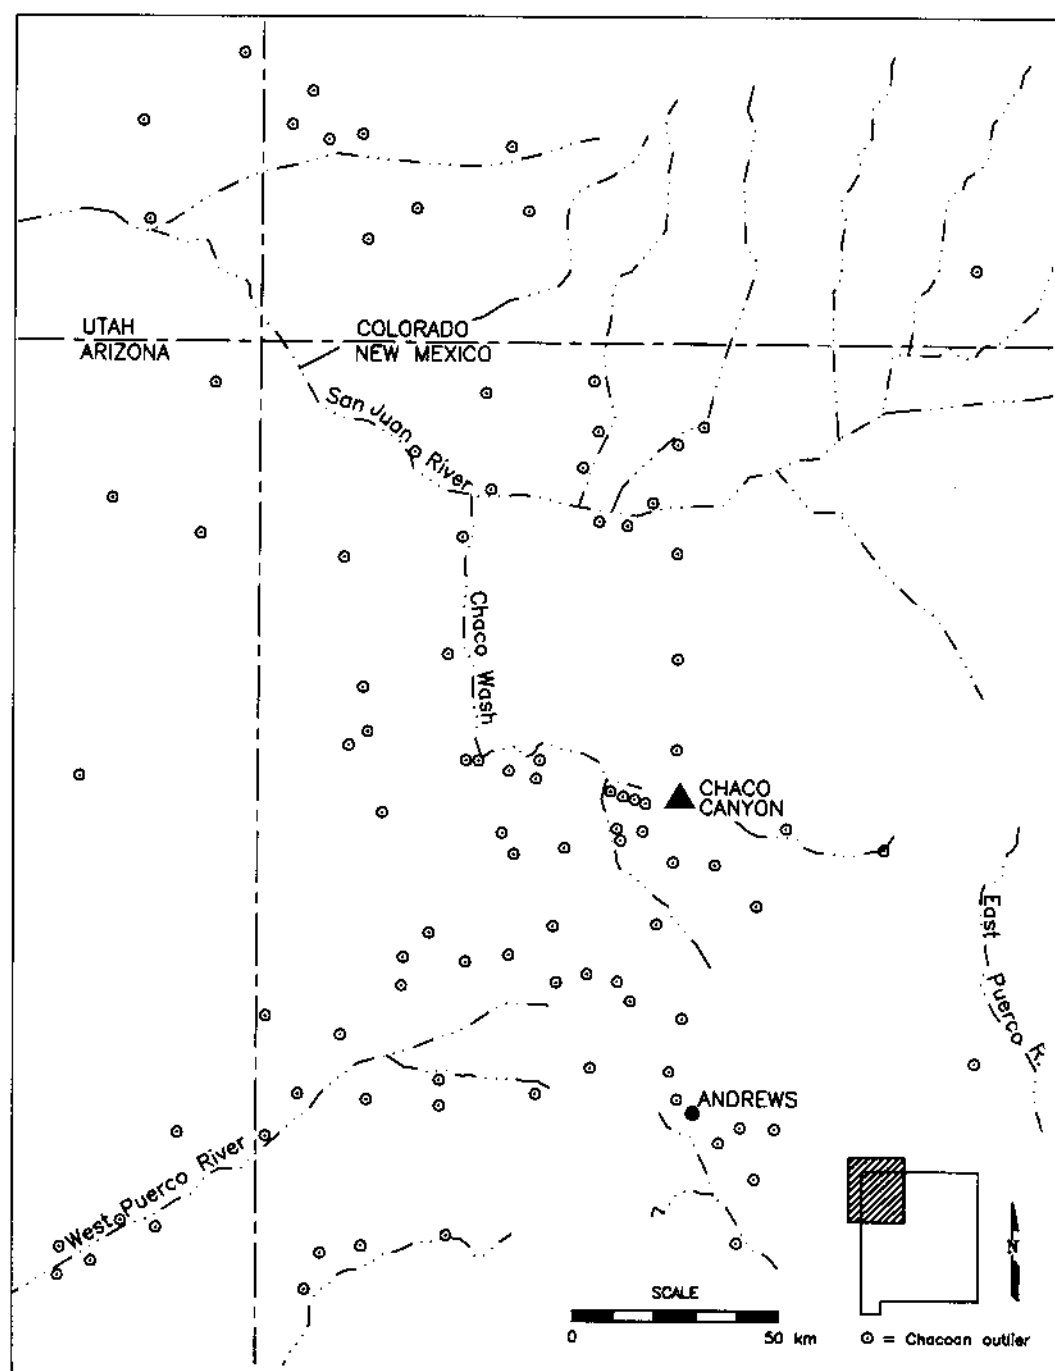 UTAH
ARIZONA
COLORADO
NEW MEXICO
San Juan River
Chaco Wash
CHACO
CANYON
East Puerco R.
ANDREWS
West Puerco River
N
SCALE
0 50 km
= Chacoan outlier